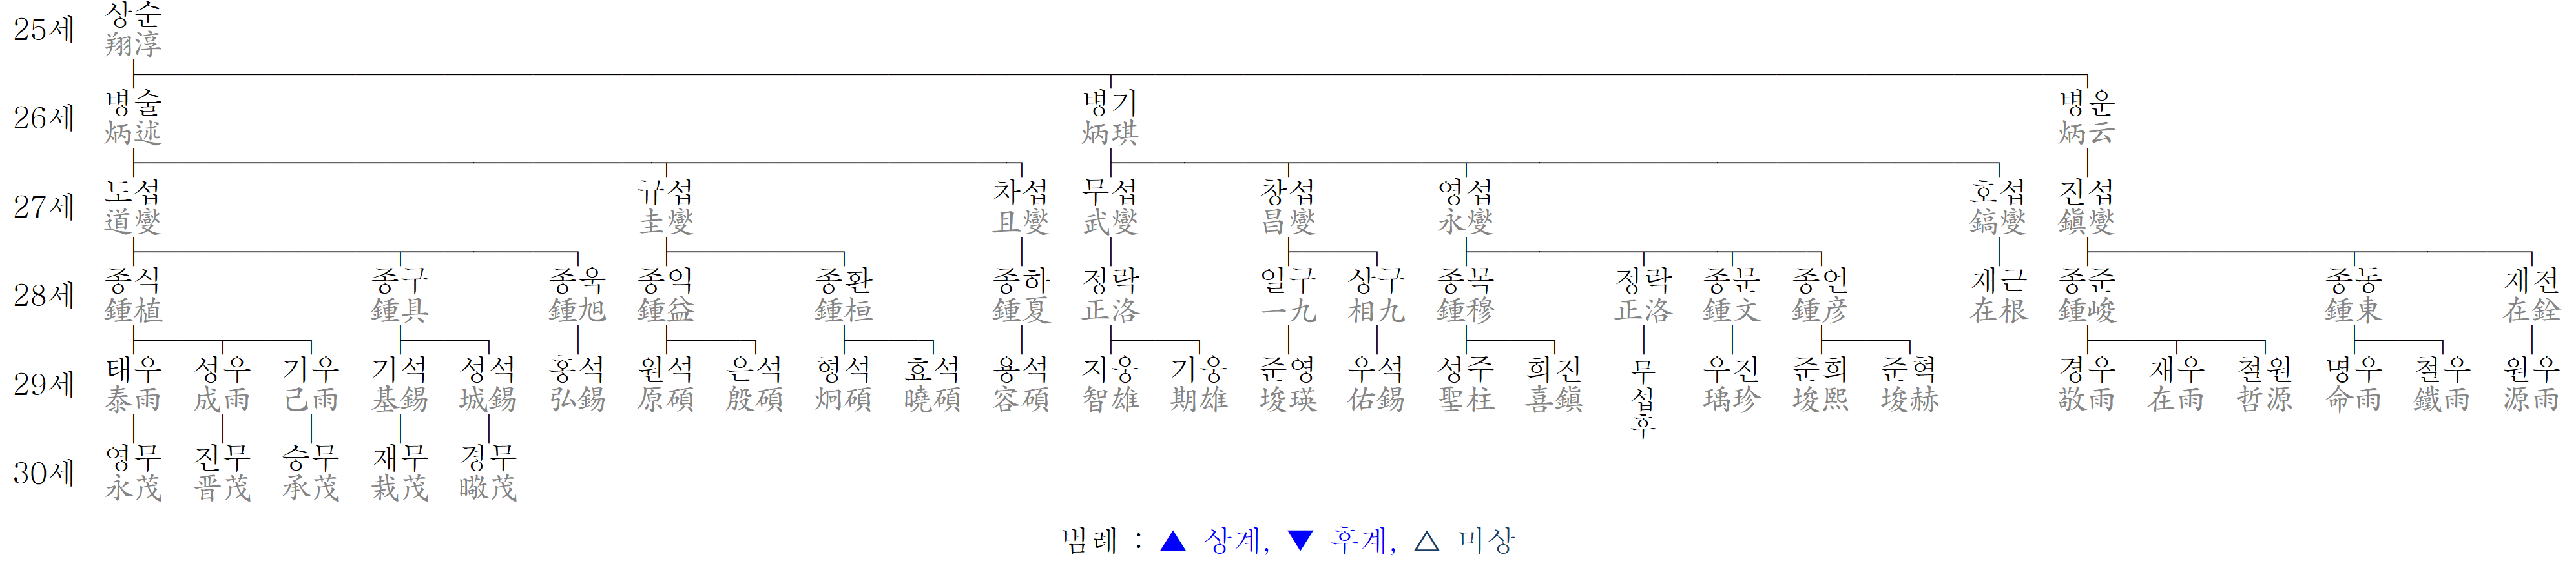 25세 상순
翔淳
26세 병술 병기 병운
炳述 炳琪 炳云
27세 도섭 규섭 차섭 무섭 창섭 영섭 호섭 진섭
道燮 圭燮 且燮 武燮 昌燮 永燮 鎬燮 鎭燮
28세 종식 종구 종욱 종익 종환 종하 정락 일구 상구 종목 정락 종문 종언 재근 종준 종동 재전
鍾植 鍾具 鍾旭 鍾益 鍾桓 鍾夏 正洛 一九 相九 鍾穆 正洛 鍾文 鍾彦 在根 鍾峻 鍾東 在銓
29세 태우 성우 기우 기석 성석 홍석 원석 은석 형석 효석 용석 지웅 기웅 준영 우석 성주 희진 무섭후 우진 준희 준혁 경우 재우 철원 명우 철우 원우
泰雨 成雨 己雨 基錫 城錫 弘錫 原碩 殷碩 炯碩 曉碩 容碩 智雄 期雄 埈瑛 佑錫 聖柱 喜鎭 瑀珍 埈熙 埈赫 敬雨 在雨 哲源 命雨 鐵雨 源雨
30세 영무 진무 승무 재무 경무
永茂 晋茂 承茂 栽茂 暾茂
범례 : ▲ 상계, ▼ 후계, △ 미상